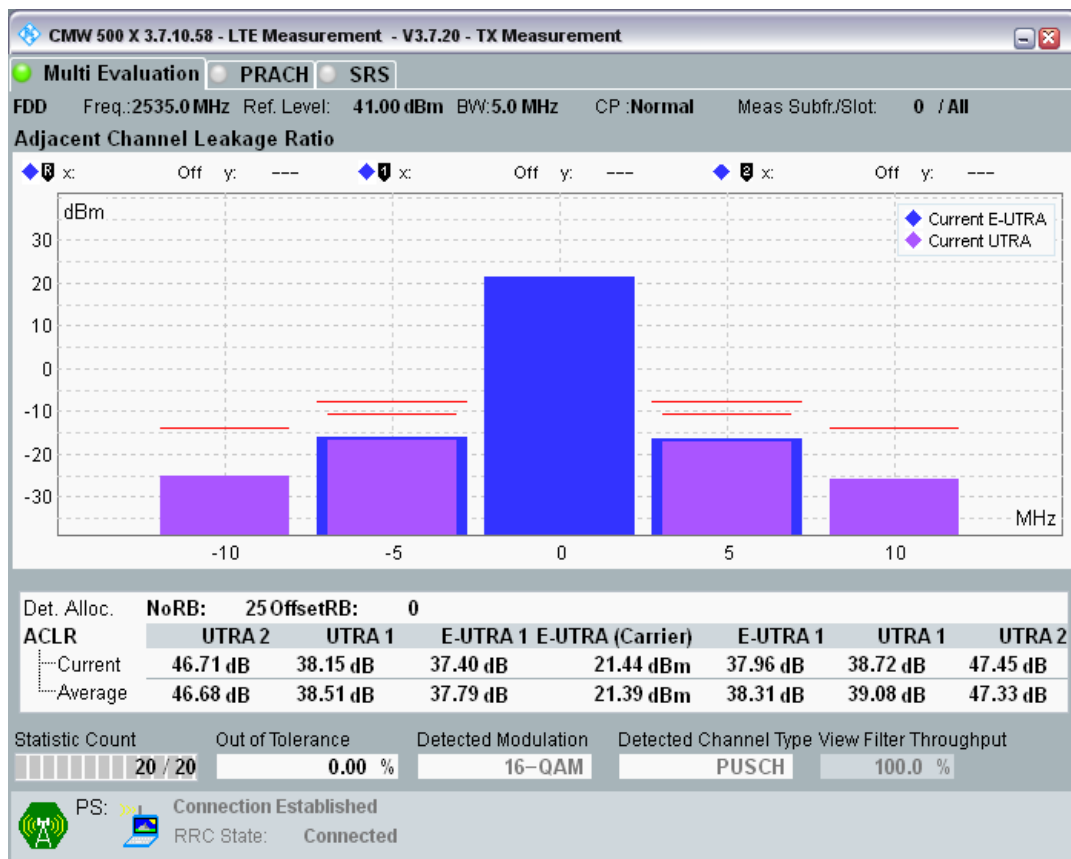 CMW 500 X 3.7.10.58 - LTE Measurement - V3.7.20 - TX Measurement
Multi Evaluation PRACH SRS
FDD Freq.:2535.0 MHz Ref. Level: 41.00 dBm BW:5.0 MHz CP :Normal Meas Subfr./Slot: 0 / All
Adjacent Channel Leakage Ratio
R x: Off y: --- 1 x: Off y: --- 2 x: Off y: ---
dBm
Current E-UTRA
Current UTRA
30
20
10
0
-10
-20
-30
MHz
-10 -5 0 5 10
Det. Alloc. NoRB: 25 OffsetRB: 0
ACLR UTRA 2 UTRA 1 E-UTRA 1 E-UTRA (Carrier) E-UTRA 1 UTRA 1 UTRA 2
Current 46.71 dB 38.15 dB 37.40 dB 21.44 dBm 37.96 dB 38.72 dB 47.45 dB
Average 46.68 dB 38.51 dB 37.79 dB 21.39 dBm 38.31 dB 39.08 dB 47.33 dB
Statistic Count Out of Tolerance Detected Modulation Detected Channel Type View Filter Throughput
20 / 20 0.00 % 16-QAM PUSCH 100.0 %
PS: Connection Established
RRC State: Connected